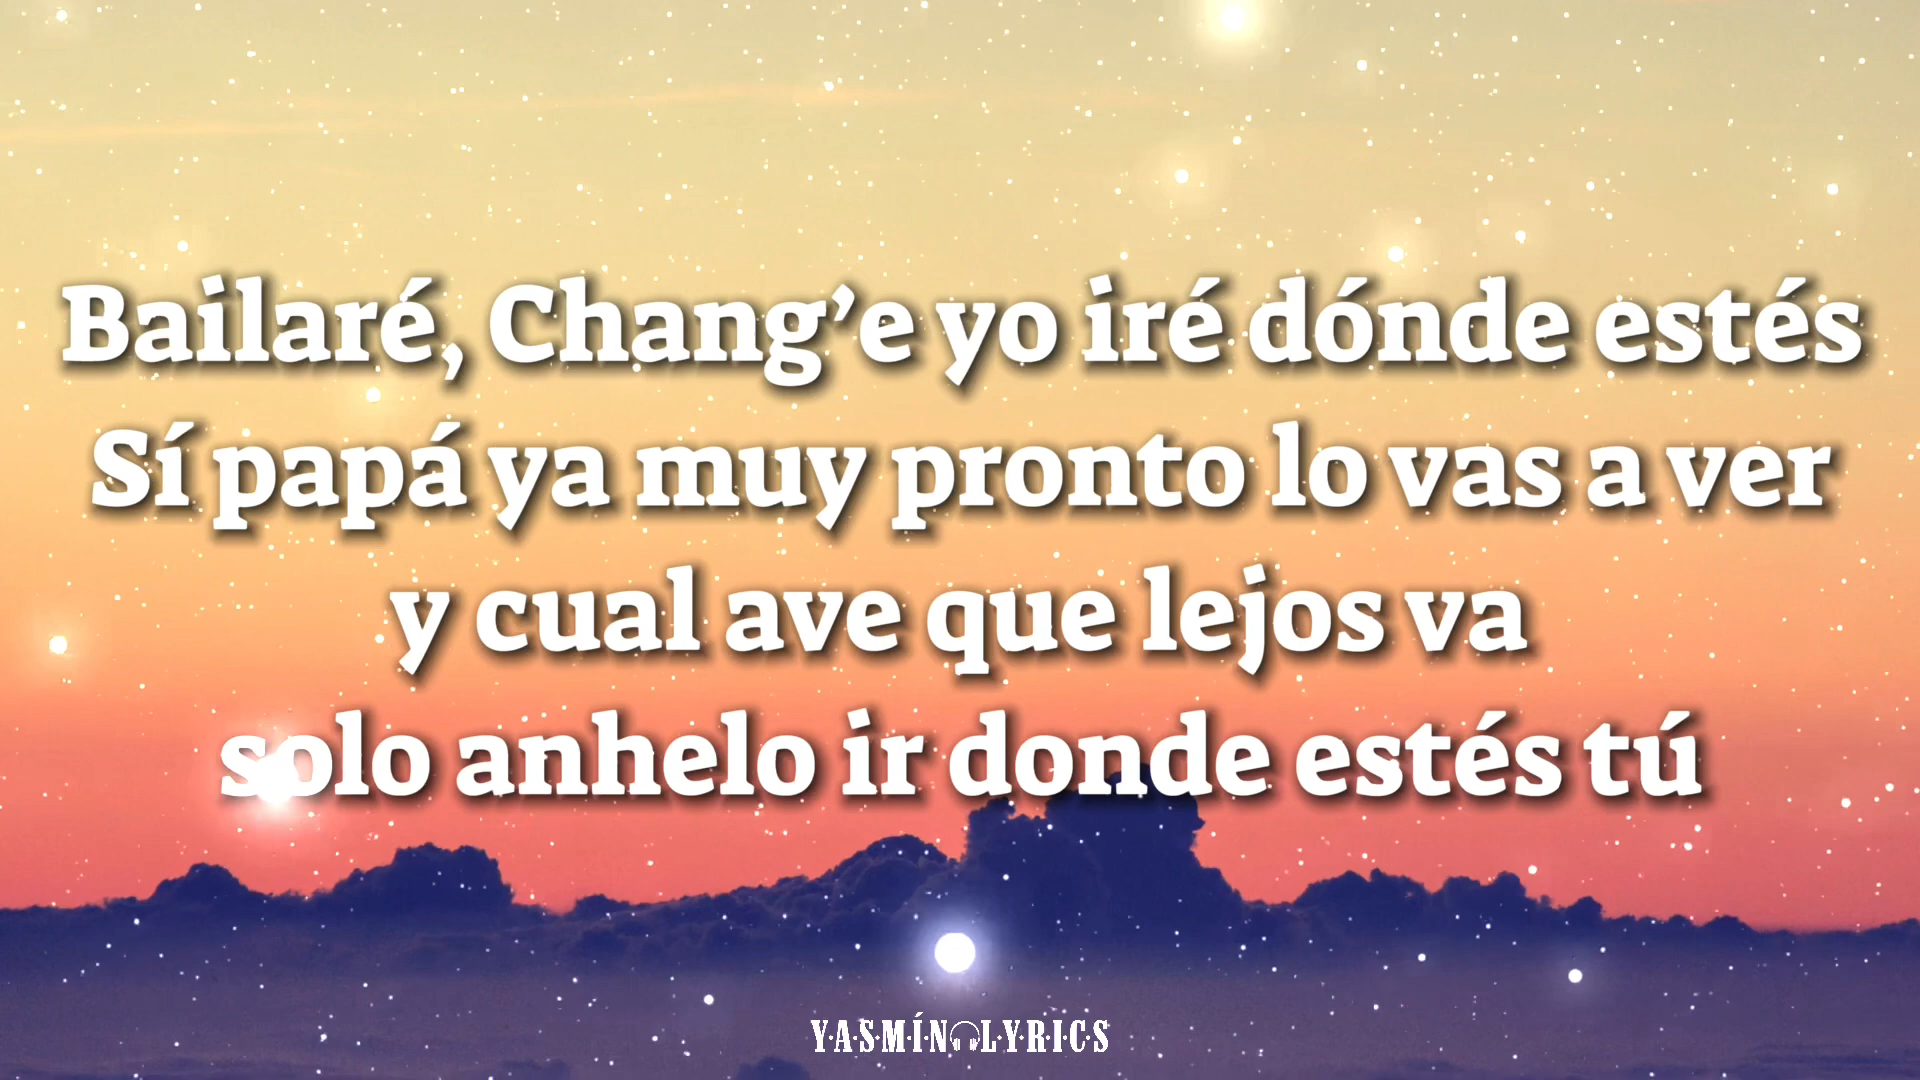 Bailaré, Chang’e yo iré dónde estés
Sí papá ya muy pronto lo vas a ver
y cual ave que lejos va
solo anhelo ir donde estés tú
YASMÍN LYRICS